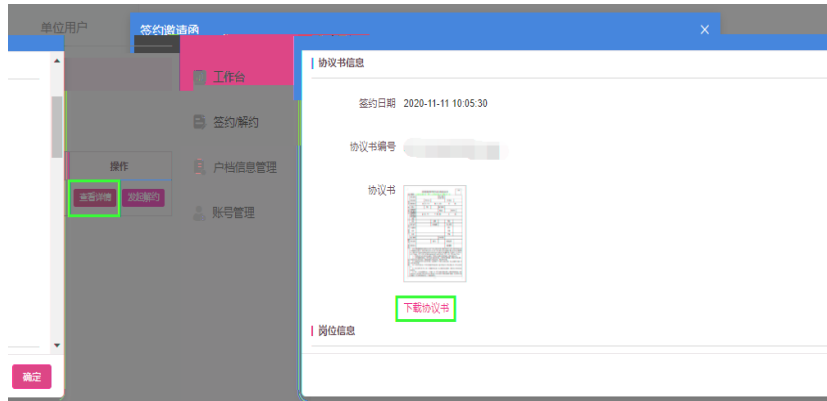 单位用户
签约邀请函
工作台
签约/解约
户档信息管理
账号管理
操作
查看详情
发起解约
确定
协议书信息
签约日期 2020-11-11 10:05:30
协议书编号
协议书
下载协议书
岗位信息